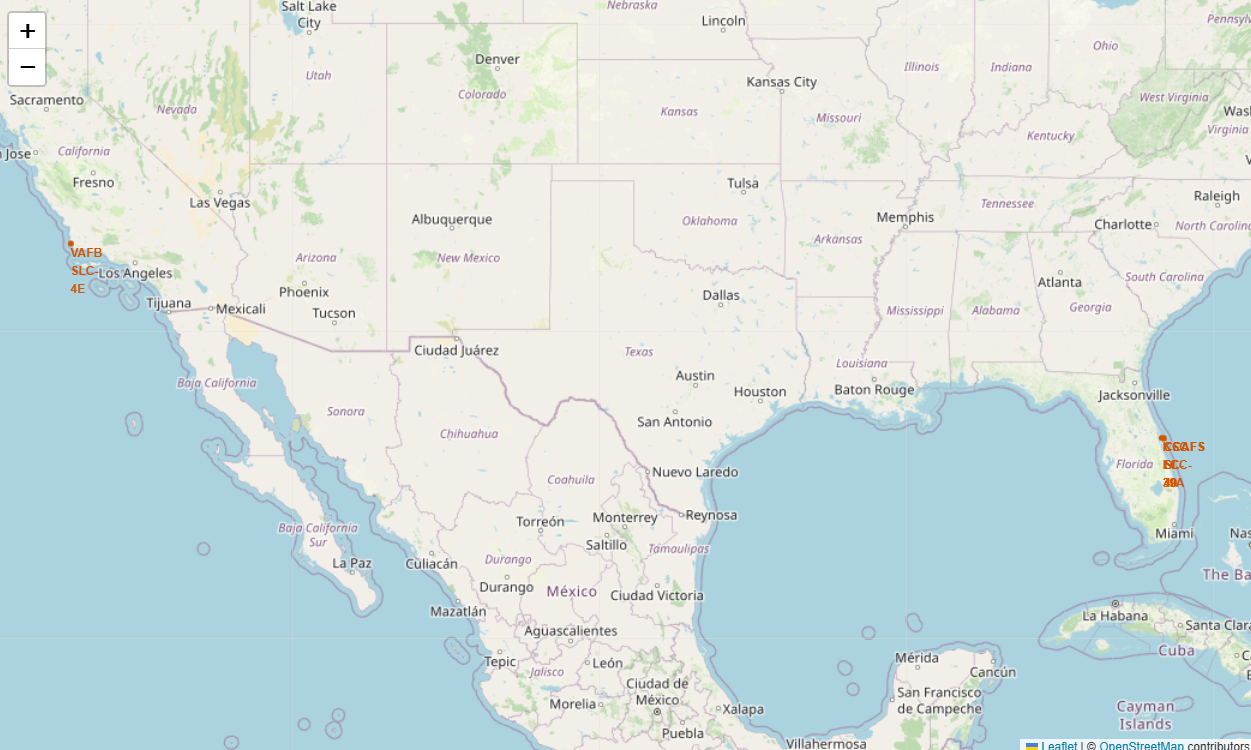 Salt Lake
City
Nebraska
Lincoln
Pennsylv
+
−
Denver
Ohio
Utah
Illinois
Indiana
Kansas City
Colorado
Sacramento
Nevada
Kansas
Missouri
West Virginia
Wash
Virginia
Kentucky
n Jose
California
Fresno
Las Vegas
Tulsa
Raleigh
Albuquerque
Oklahoma
Memphis
Tennessee
Charlotte
North Carolina
Arkansas
VAFB
SLC-
4E
Los Angeles
Arizona
New Mexico
Atlanta
South Carolina
Phoenix
Dallas
Tijuana
Mexicali
Tucson
Mississippi
Alabama
Georgia
Ciudad Juárez
Texas
Louisiana
Baja California
Austin
Houston
Baton Rouge
Jacksonville
Sonora
San Antonio
Chihuahua
Florida
Nuevo Laredo
Coahuila
Reynosa
Torreón
Monterrey
Baja California
Sur
Saltillo
Tamaulipas
Miami
Nas
La Paz
Culiacán
Durango
The Ba
Durango
México
Ciudad Victoria
Mazatlán
La Habana
Santa Clara
Aguascalientes
Cuba
Tepic
León
Mérida
Jalisco
Cancún
Ciudad de
México
San Francisco
de Campeche
Morelia
Xalapa
Cayman
Islands
Puebla
Villahermosa
Leaflet | © OpenStreetMap contributors